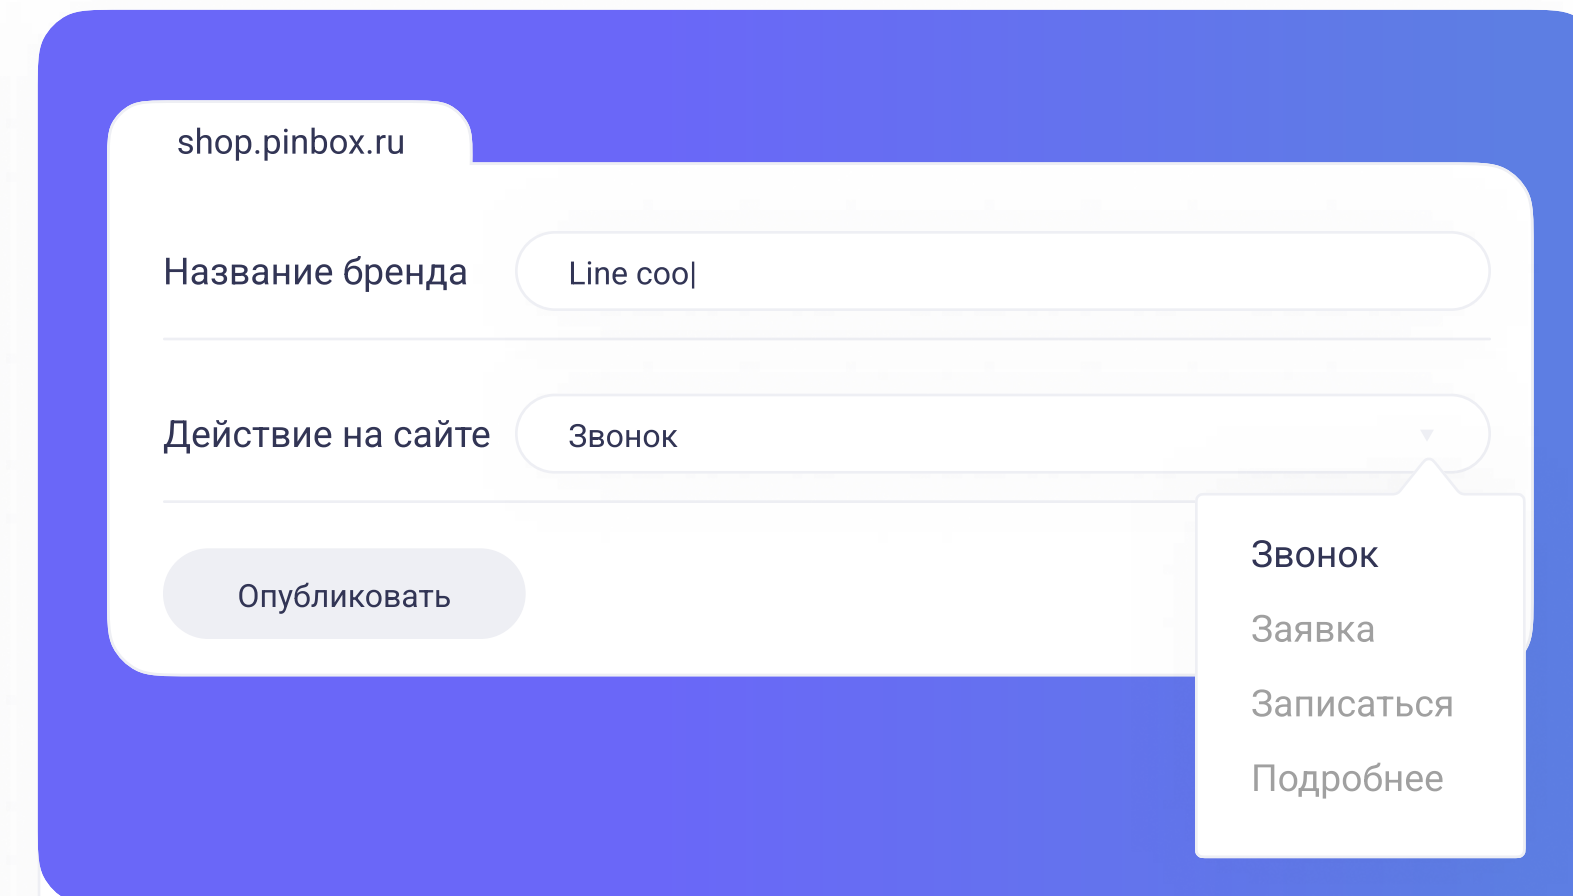 shop.pinbox.ru
Название бренда
Line coo|
Действие на сайте
Звонок
Опубликовать
Звонок
Заявка
Записаться
Подробнее